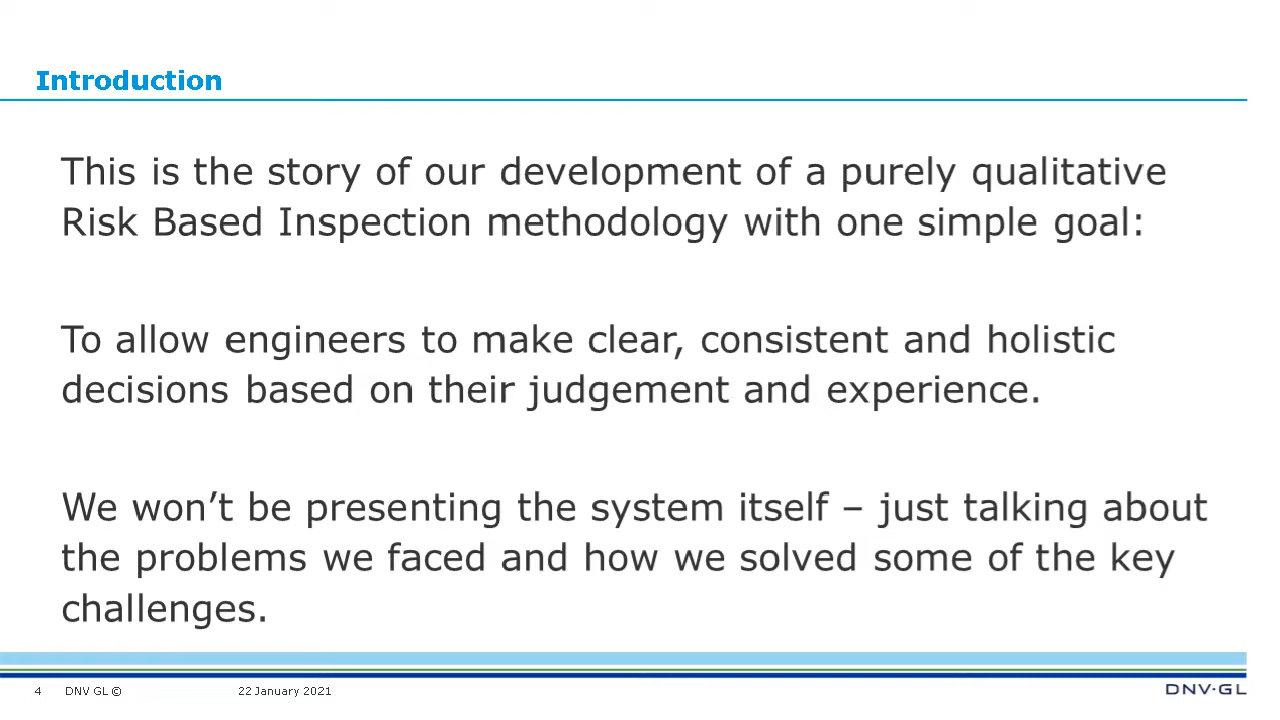 Introduction
This is the story of our development of a purely qualitative
Risk Based Inspection methodology with one simple goal:
To allow engineers to make clear, consistent and holistic
decisions based on their judgement and experience.
We won’t be presenting the system itself – just talking about
the problems we faced and how we solved some of the key
challenges.
4 DNV GL © 22 January 2021 DNV·GL